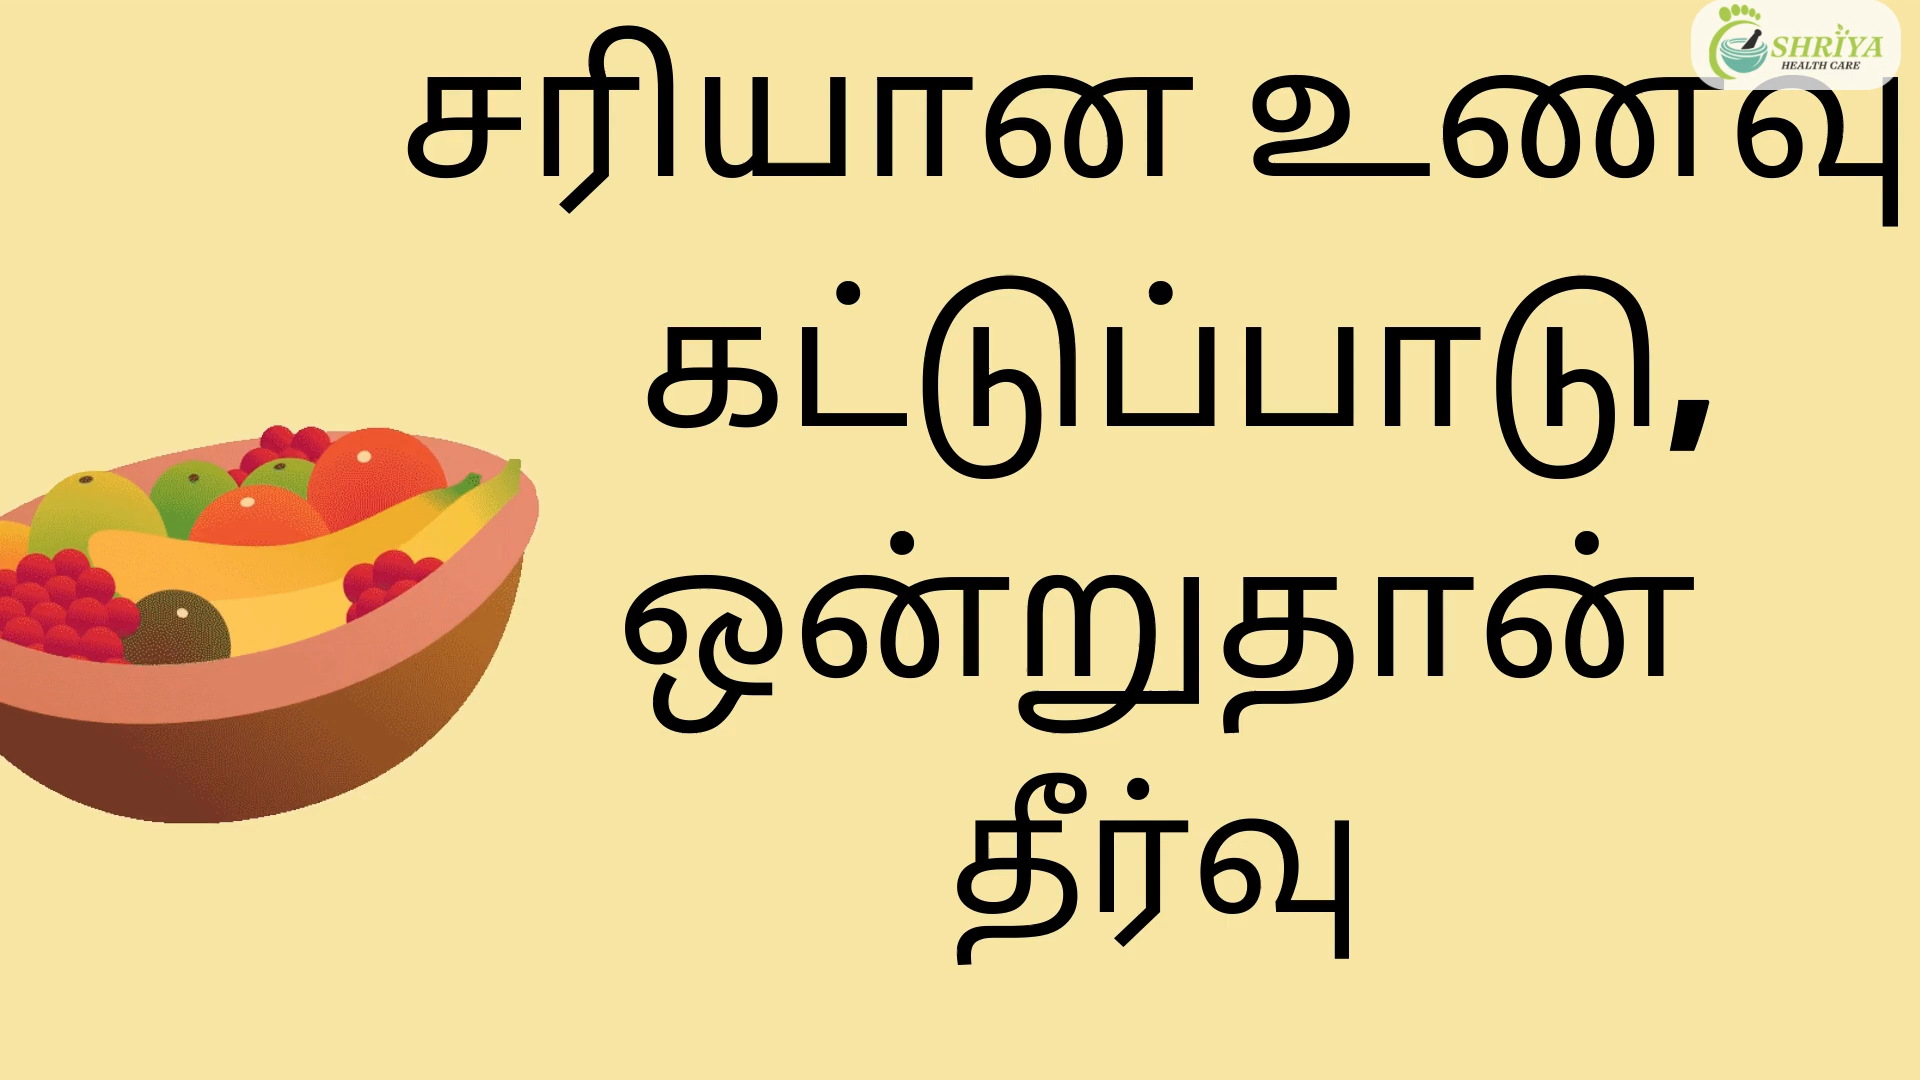 SHRIYA
HEALTH CARE
சரியான உணவு
கட்டுப்பாடு,
ஒன்றுதான்
தீர்வு